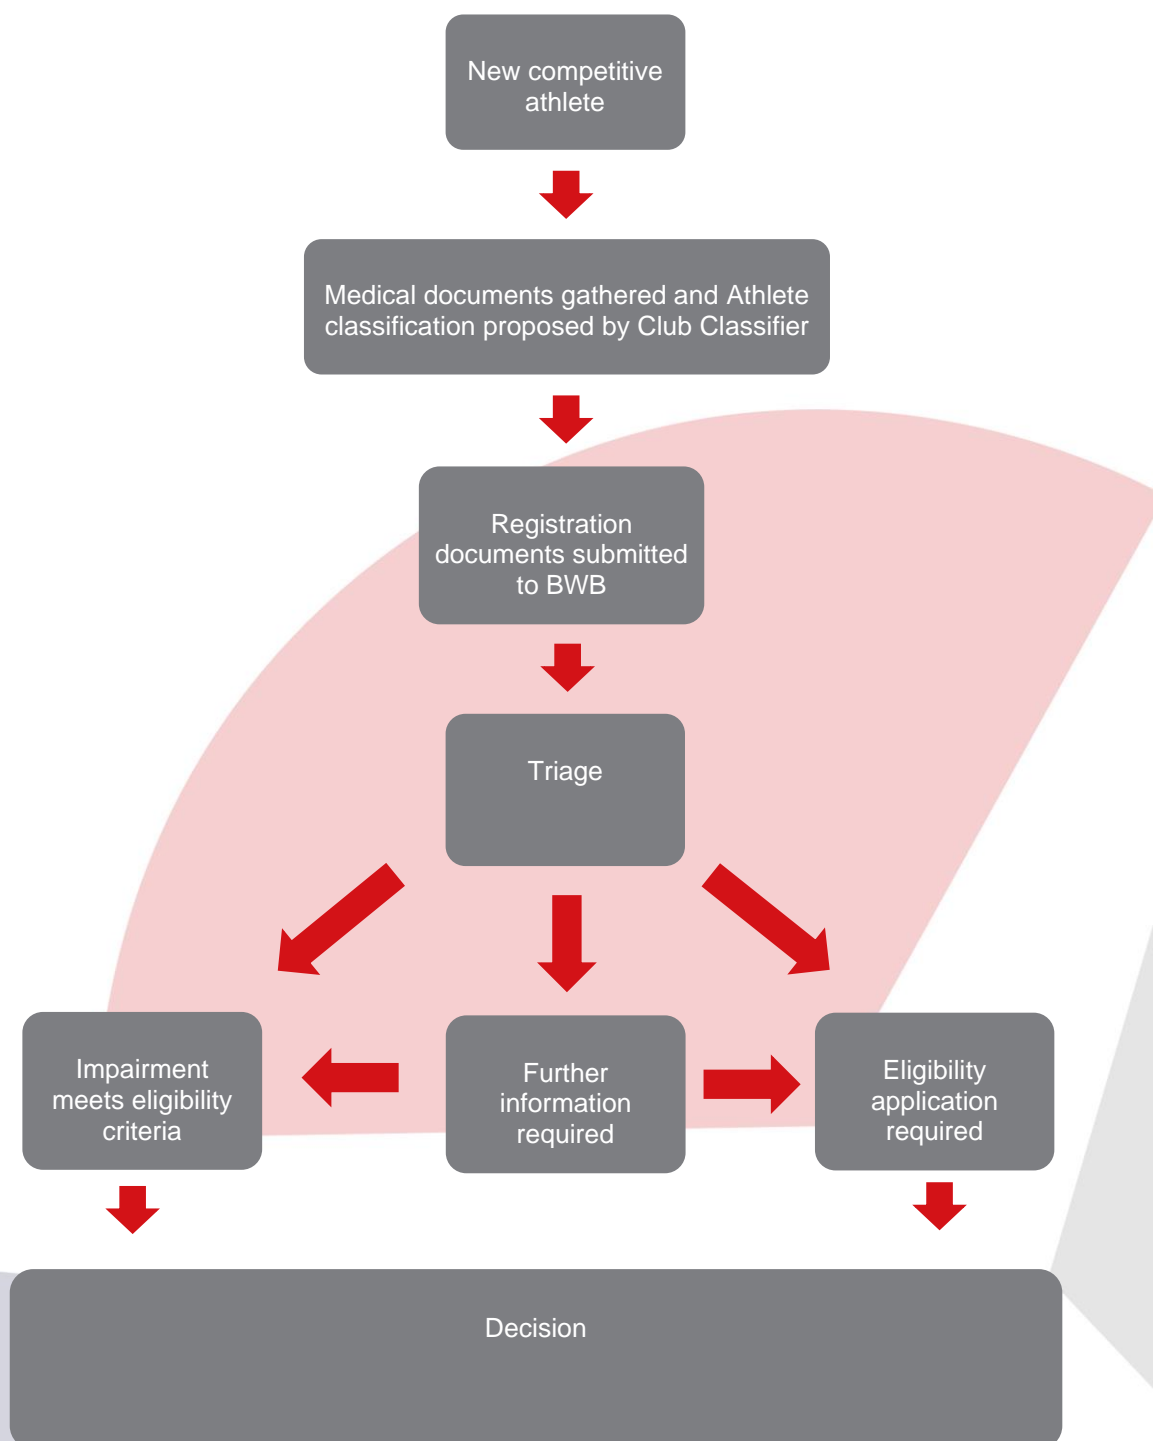 New competitive
athlete
Medical documents gathered and Athlete
classification proposed by Club Classifier
Registration
documents submitted
to BWB
Triage
Impairment
meets eligibility
criteria
Further
information
required
Eligibility
application
required
Decision